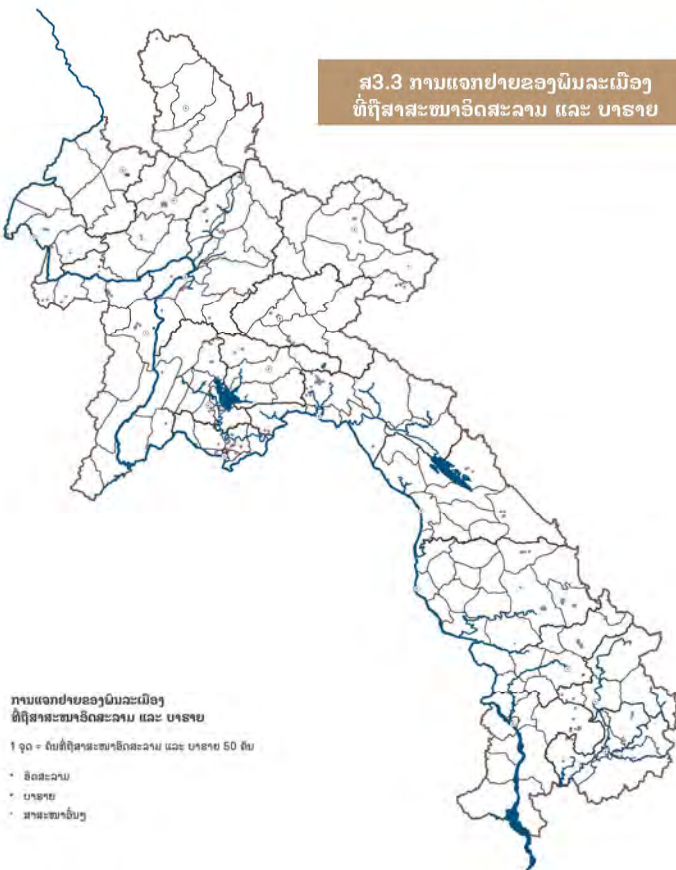 ສ3.3 ການແຈກຢາຍຂອງພົນລະເມືອງ
ທີ່ຖືສາສະໜາອິດສະລາມ ແລະ ບາຮາຍ
ການແຈກຢາຍຂອງພົນລະເມືອງ
ທີ່ຖືສາສະໜາອິດສະລາມ ແລະ ບາຮາຍ
1 ຈຸດ = ຄົນທີ່ຖືສາສະໜາອິດສະລາມ ແລະ ບາຮາຍ 50 ຄົນ
ອິດສະລາມ
ບາຮາຍ
ສາສະໜາອື່ນໆ